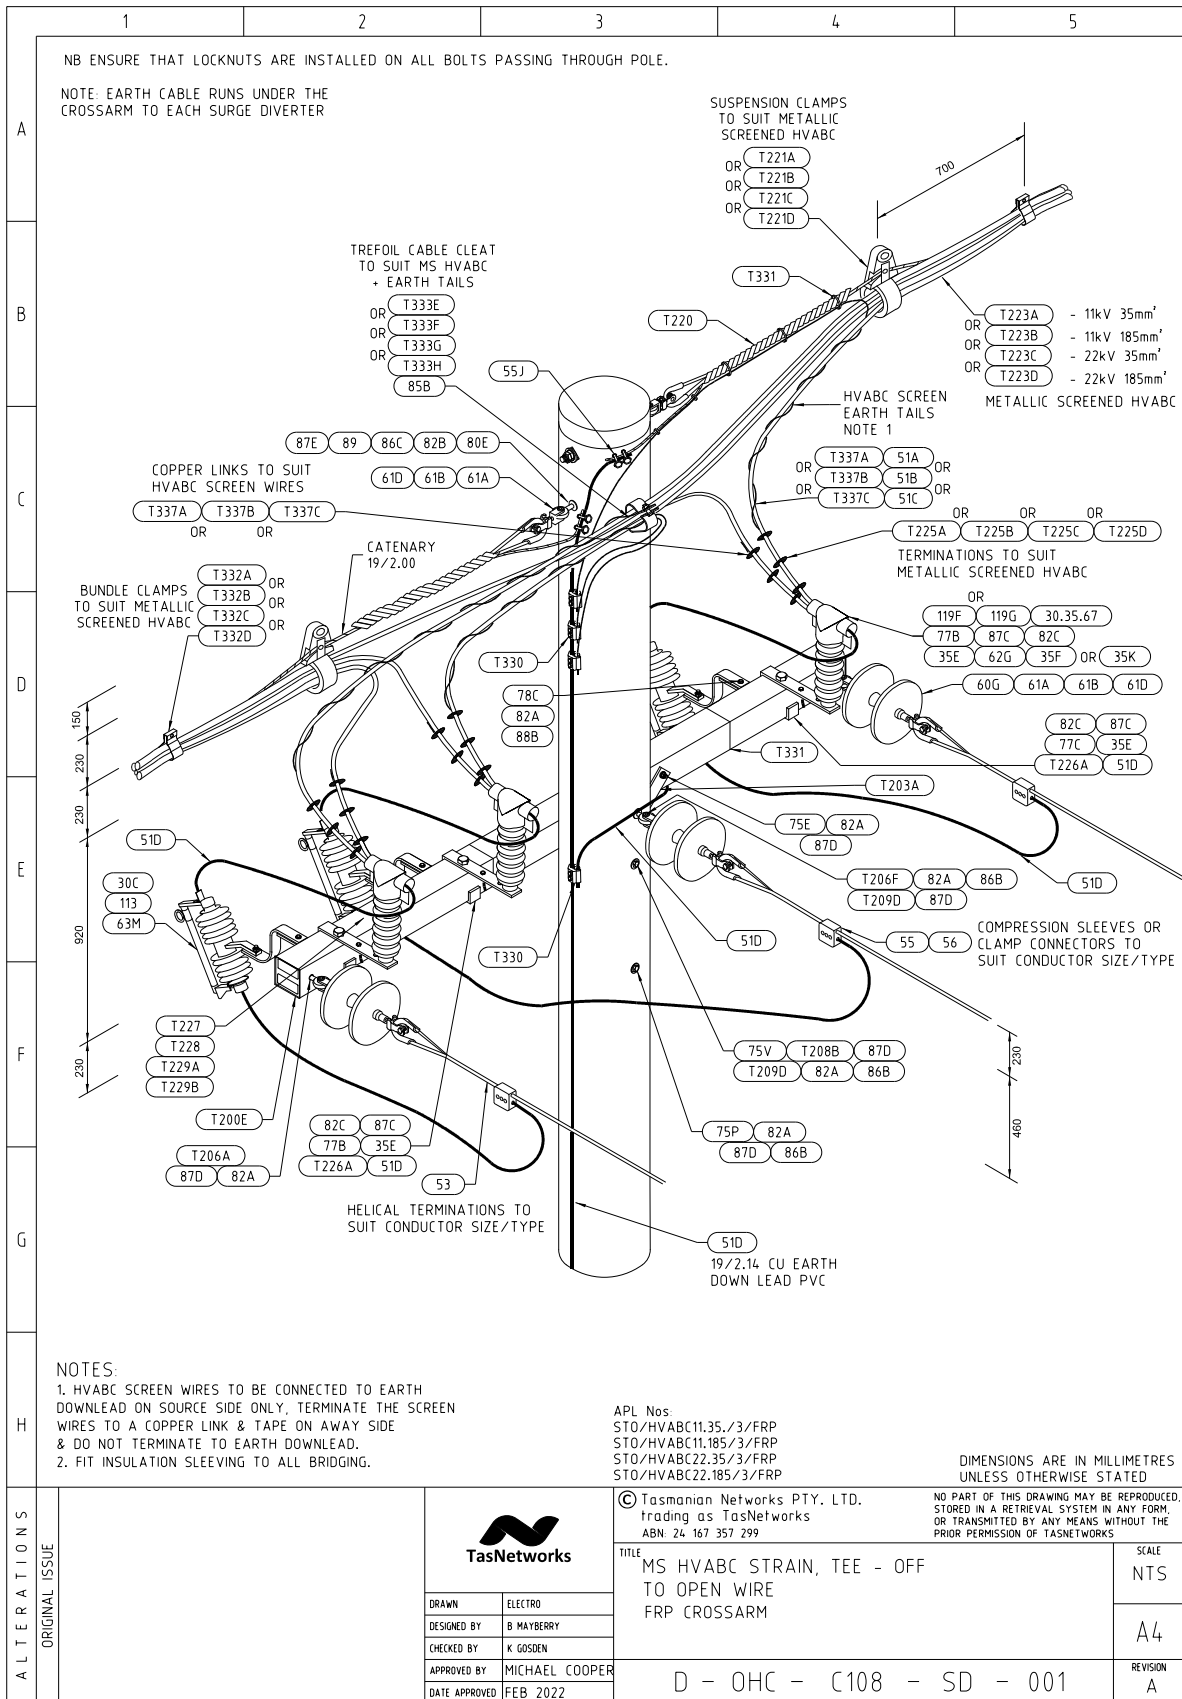 1 2 3 4 5
NB ENSURE THAT LOCKNUTS ARE INSTALLED ON ALL BOLTS PASSING THROUGH POLE.
NOTE: EARTH CABLE RUNS UNDER THE
CROSSARM TO EACH SURGE DIVERTER
A
SUSPENSION CLAMPS
TO SUIT METALLIC
SCREENED HVABC
T221A
OR
T221B
OR
T221C
OR
T221D
700
B
TREFOIL CABLE CLEAT
TO SUIT MS HVABC
+ EARTH TAILS
T333E
OR
T333F
OR
T333G
OR
T333H
85B
T331
T220
55J
T223A - 11kV 35mm²
OR
T223B - 11kV 185mm²
OR
T223C - 22kV 35mm²
OR
T223D - 22kV 185mm²
METALLIC SCREENED HVABC
HVABC SCREEN
EARTH TAILS
NOTE 1
C
87E 89 86C 82B 80E
61D 61B 61A
COPPER LINKS TO SUIT
HVABC SCREEN WIRES
T337A T337B T337C
OR OR
T337A 51A
OR OR
T337B 51B
OR OR
T337C 51C
OR OR OR
T225A T225B T225C T225D
TERMINATIONS TO SUIT
METALLIC SCREENED HVABC
CATENARY
19/2.00
BUNDLE CLAMPS
TO SUIT METALLIC
SCREENED HVABC
T332A
OR
T332B
OR
T332C
OR
T332D
D
OR
119F 119G 30.35.67
77B 87C 82C
35E 62G 35F OR 35K
60G 61A 61B 61D
T330
78C
82A
88B
82C 87C
77C 35E
T226A 51D
T331
T203A
150
230
230
920
230
E
51D
30C
113
63M
75E 82A
87D
T206F 82A 86B
T209D 87D
51D
55 56
COMPRESSION SLEEVES OR
CLAMP CONNECTORS TO
SUIT CONDUCTOR SIZE/TYPE
51D
T330
F
T227
T228
T229A
T229B
T200E
75V T208B 87D
T209D 82A 86B
230
460
T206A
87D 82A
82C 87C
77B 35E
T226A 51D
75P 82A
87D 86B
53
HELICAL TERMINATIONS TO
SUIT CONDUCTOR SIZE/TYPE
G
51D
19/2.14 CU EARTH
DOWN LEAD PVC
H
NOTES:
1. HVABC SCREEN WIRES TO BE CONNECTED TO EARTH
DOWNLEAD ON SOURCE SIDE ONLY, TERMINATE THE SCREEN
WIRES TO A COPPER LINK & TAPE ON AWAY SIDE
& DO NOT TERMINATE TO EARTH DOWNLEAD.
2. FIT INSULATION SLEEVING TO ALL BRIDGING.
APL Nos:
STO/HVABC11.35./3/FRP
STO/HVABC11.185/3/FRP
STO/HVABC22.35/3/FRP
STO/HVABC22.185/3/FRP
DIMENSIONS ARE IN MILLIMETRES
UNLESS OTHERWISE STATED
ALTERATIONS
ORIGINAL ISSUE
TasNetworks
DRAWN ELECTRO
DESIGNED BY B MAYBERRY
CHECKED BY K GOSDEN
APPROVED BY MICHAEL COOPER
DATE APPROVED FEB 2022
© Tasmanian Networks PTY. LTD.
trading as TasNetworks
ABN: 24 167 357 299
NO PART OF THIS DRAWING MAY BE REPRODUCED,
STORED IN A RETRIEVAL SYSTEM IN ANY FORM,
OR TRANSMITTED BY ANY MEANS WITHOUT THE
PRIOR PERMISSION OF TASNETWORKS
TITLE
MS HVABC STRAIN, TEE - OFF
TO OPEN WIRE
FRP CROSSARM
SCALE
NTS
A4
D - OHC - C108 - SD - 001
REVISION
A